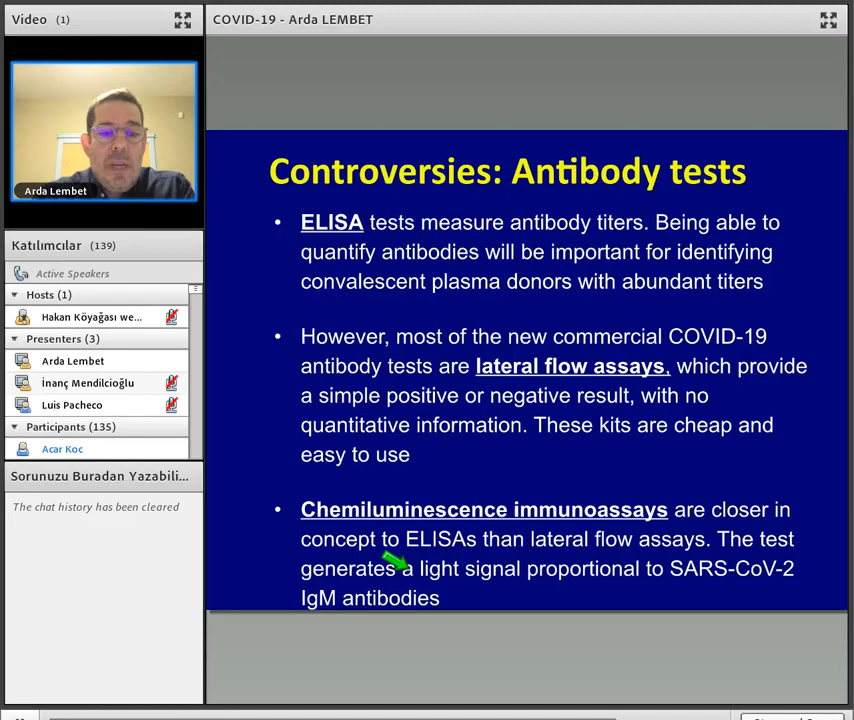 Video (1)
Arda Lembet
Katılımcılar (139)
Active Speakers
Hosts (1)
Hakan Köyağası we...
Presenters (3)
Arda Lembet
İnanç Mendilcioğlu
Luis Pacheco
Participants (135)
Acar Koc
Sorunuzu Buradan Yazabili...
The chat history has been cleared
COVID-19 - Arda LEMBET
Controversies: Antibody tests
• ELISA tests measure antibody titers. Being able to
quantify antibodies will be important for identifying
convalescent plasma donors with abundant titers
• However, most of the new commercial COVID-19
antibody tests are lateral flow assays, which provide
a simple positive or negative result, with no
quantitative information. These kits are cheap and
easy to use
• Chemiluminescence immunoassays are closer in
concept to ELISAs than lateral flow assays. The test
generates a light signal proportional to SARS-CoV-2
IgM antibodies